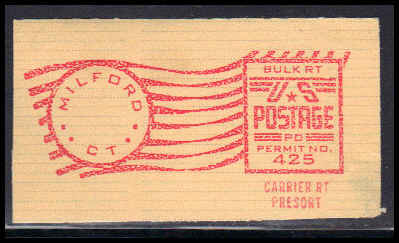 MILFORD
CT
BULK RT
U★S
POSTAGE
PD
PERMIT NO.
425
CARRIER RT
PRESORT